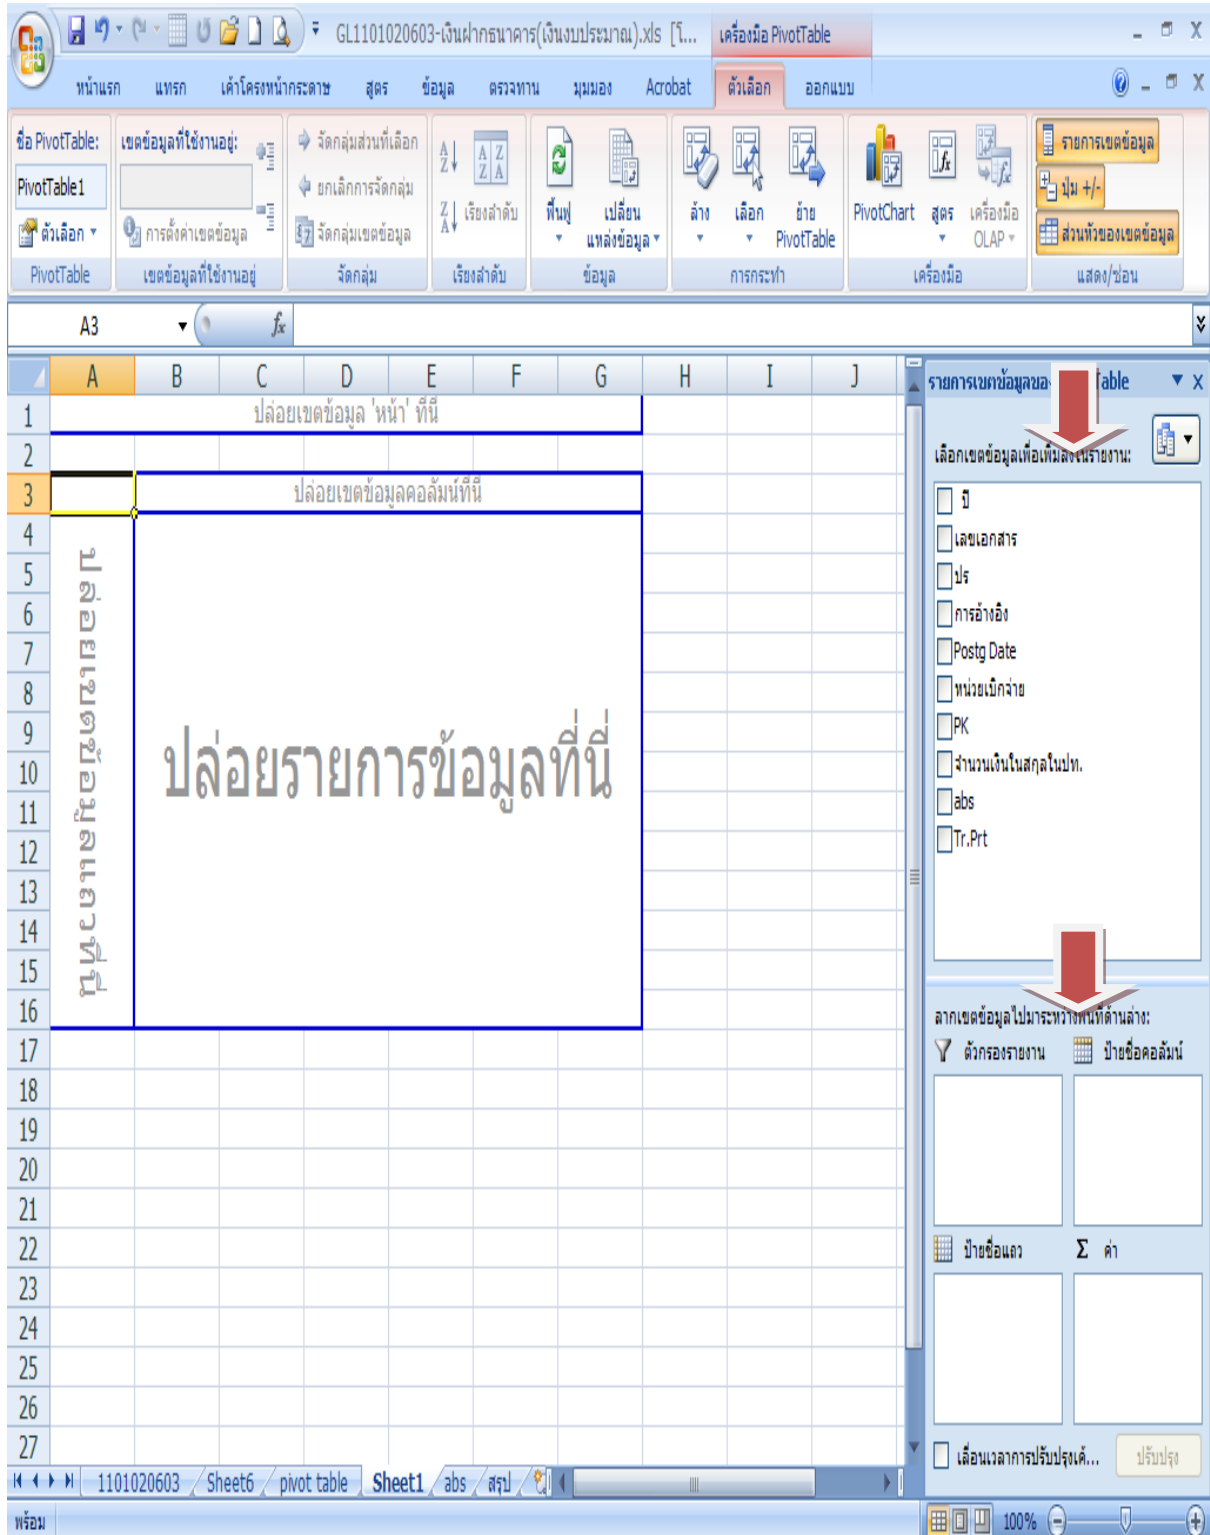 GL1101020603-เงินฝากธนาคาร(เงินงบประมาณ).xls [โ... เครื่องมือ PivotTable
หน้าแรก แทรก เค้าโครงหน้ากระดาษ สูตร ข้อมูล ตรวจทาน มุมมอง Acrobat ตัวเลือก ออกแบบ
ชื่อ PivotTable: เขตข้อมูลที่ใช้งานอยู่: จัดกลุ่มส่วนที่เลือก รายการเขตข้อมูล
PivotTable1 ยกเลิกการจัดกลุ่ม ปุ่ม +/-
ตัวเลือก การตั้งค่าเขตข้อมูล จัดกลุ่มเขตข้อมูล เรียงลำดับ ฟื้นฟู เปลี่ยนแหล่งข้อมูล ล้าง เลือก ย้าย PivotTable PivotChart สูตร เครื่องมือ OLAP ส่วนหัวของเขตข้อมูล
PivotTable เขตข้อมูลที่ใช้งานอยู่ จัดกลุ่ม เรียงลำดับ ข้อมูล การกระทำ เครื่องมือ แสดง/ซ่อน
A3 fx
A B C D E F G H I J
1 ปล่อยเขตข้อมูล 'หน้า' ที่นี่
2
3 ปล่อยเขตข้อมูลคอลัมน์ที่นี่
4
5
6
7
8
9
10
11
12
13
14
15
16
17
18
19
20
21
22
23
24
25
26
27
ปล่อยเขตข้อมูลแถวที่นี่
ปล่อยรายการข้อมูลที่นี่
รายการเขตข้อมูลของ able
เลือกเขตข้อมูลเพื่อเพิ่มลงในรายงาน:
ปี
เลขเอกสาร
ปร
การอ้างอิง
Postg Date
หน่วยเบิกจ่าย
PK
จำนวนเงินในสกุลในปท.
abs
Tr.Prt
ลากเขตข้อมูลไปมาระหว่างพื้นที่ด้านล่าง:
ตัวกรองรายงาน ป้ายชื่อคอลัมน์
ป้ายชื่อแถว Σ ค่า
เลื่อนเวลาการปรับปรุงเค้... ปรับปรุง
1101020603 Sheet6 pivot table Sheet1 abs สรุป
พร้อม 100%